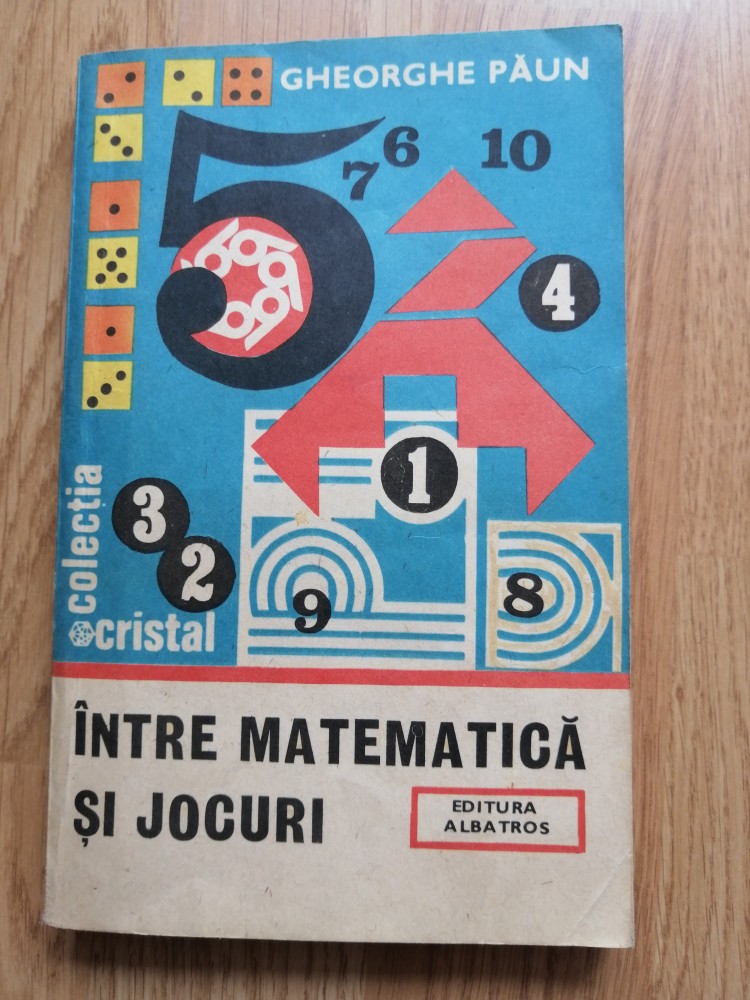 GHEORGHE PĂUN
5
7
6
10
4
1
3
2
9
8
colecția
cristal
ÎNTRE MATEMATICĂ
ȘI JOCURI
EDITURA
ALBATROS